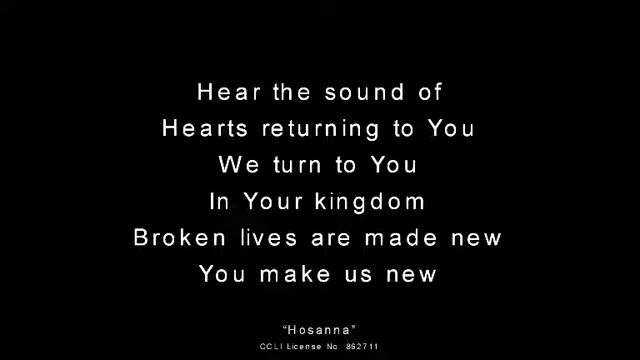 Hear the sound of
Hearts returning to You
We turn to You
In Your kingdom
Broken lives are made new
You make us new
“Hosanna”
CCLI License No. 862711